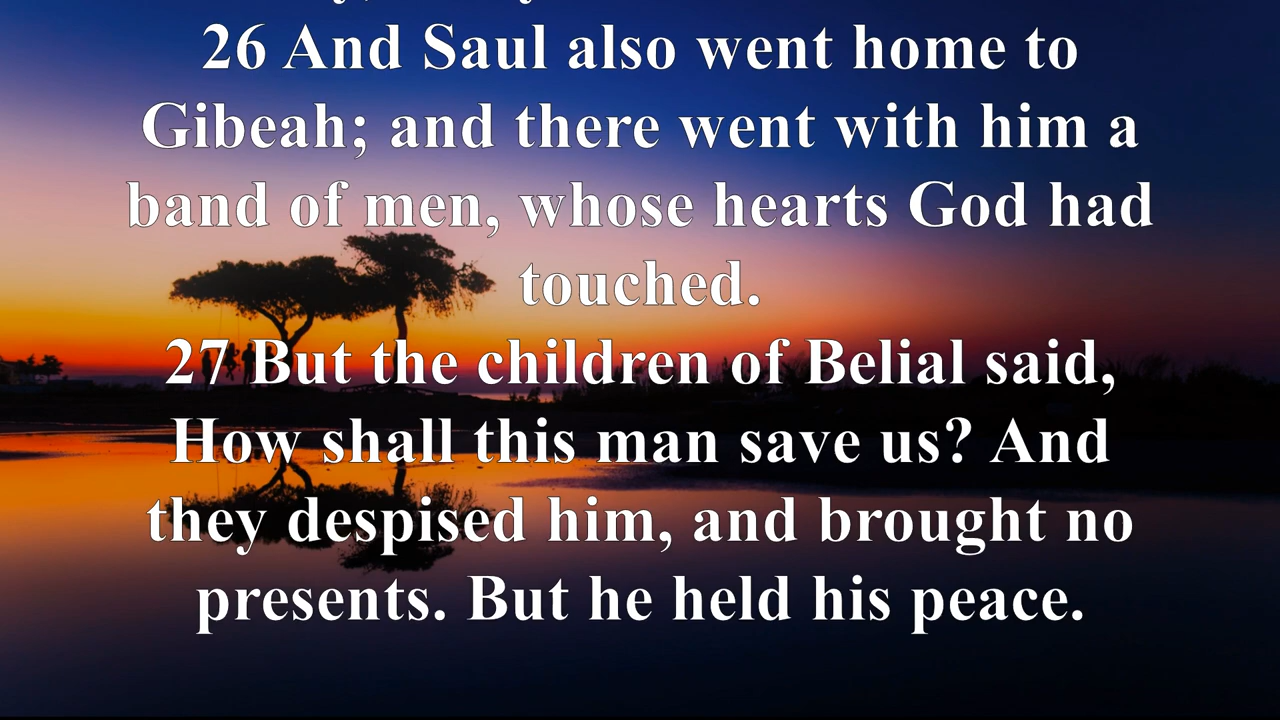 26 And Saul also went home to
Gibeah; and there went with him a
band of men, whose hearts God had
touched.
27 But the children of Belial said,
How shall this man save us? And
they despised him, and brought no
presents. But he held his peace.